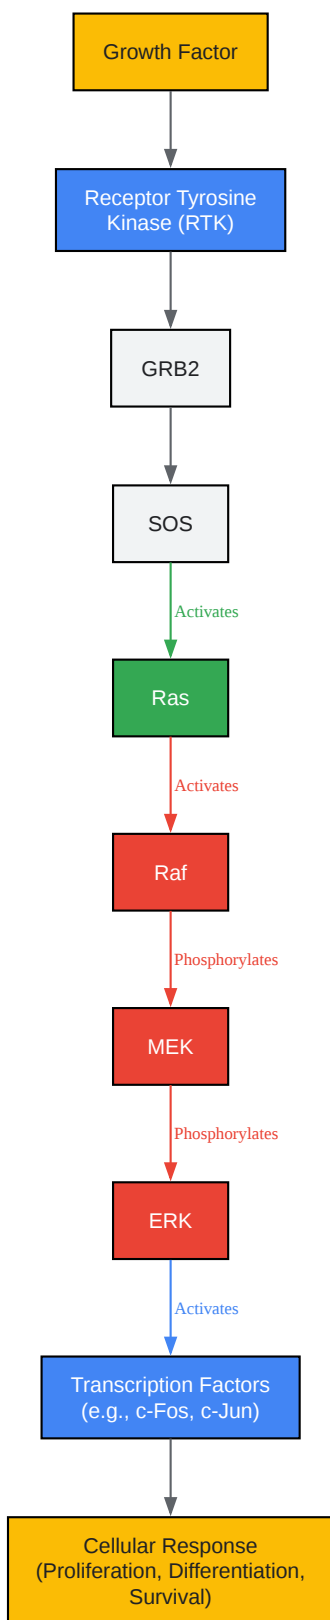 Growth Factor
Receptor Tyrosine
Kinase (RTK)
GRB2
SOS
Activates
Ras
Activates
Raf
Phosphorylates
MEK
Phosphorylates
ERK
Activates
Transcription Factors
(e.g., c-Fos, c-Jun)
Cellular Response
(Proliferation, Differentiation,
Survival)